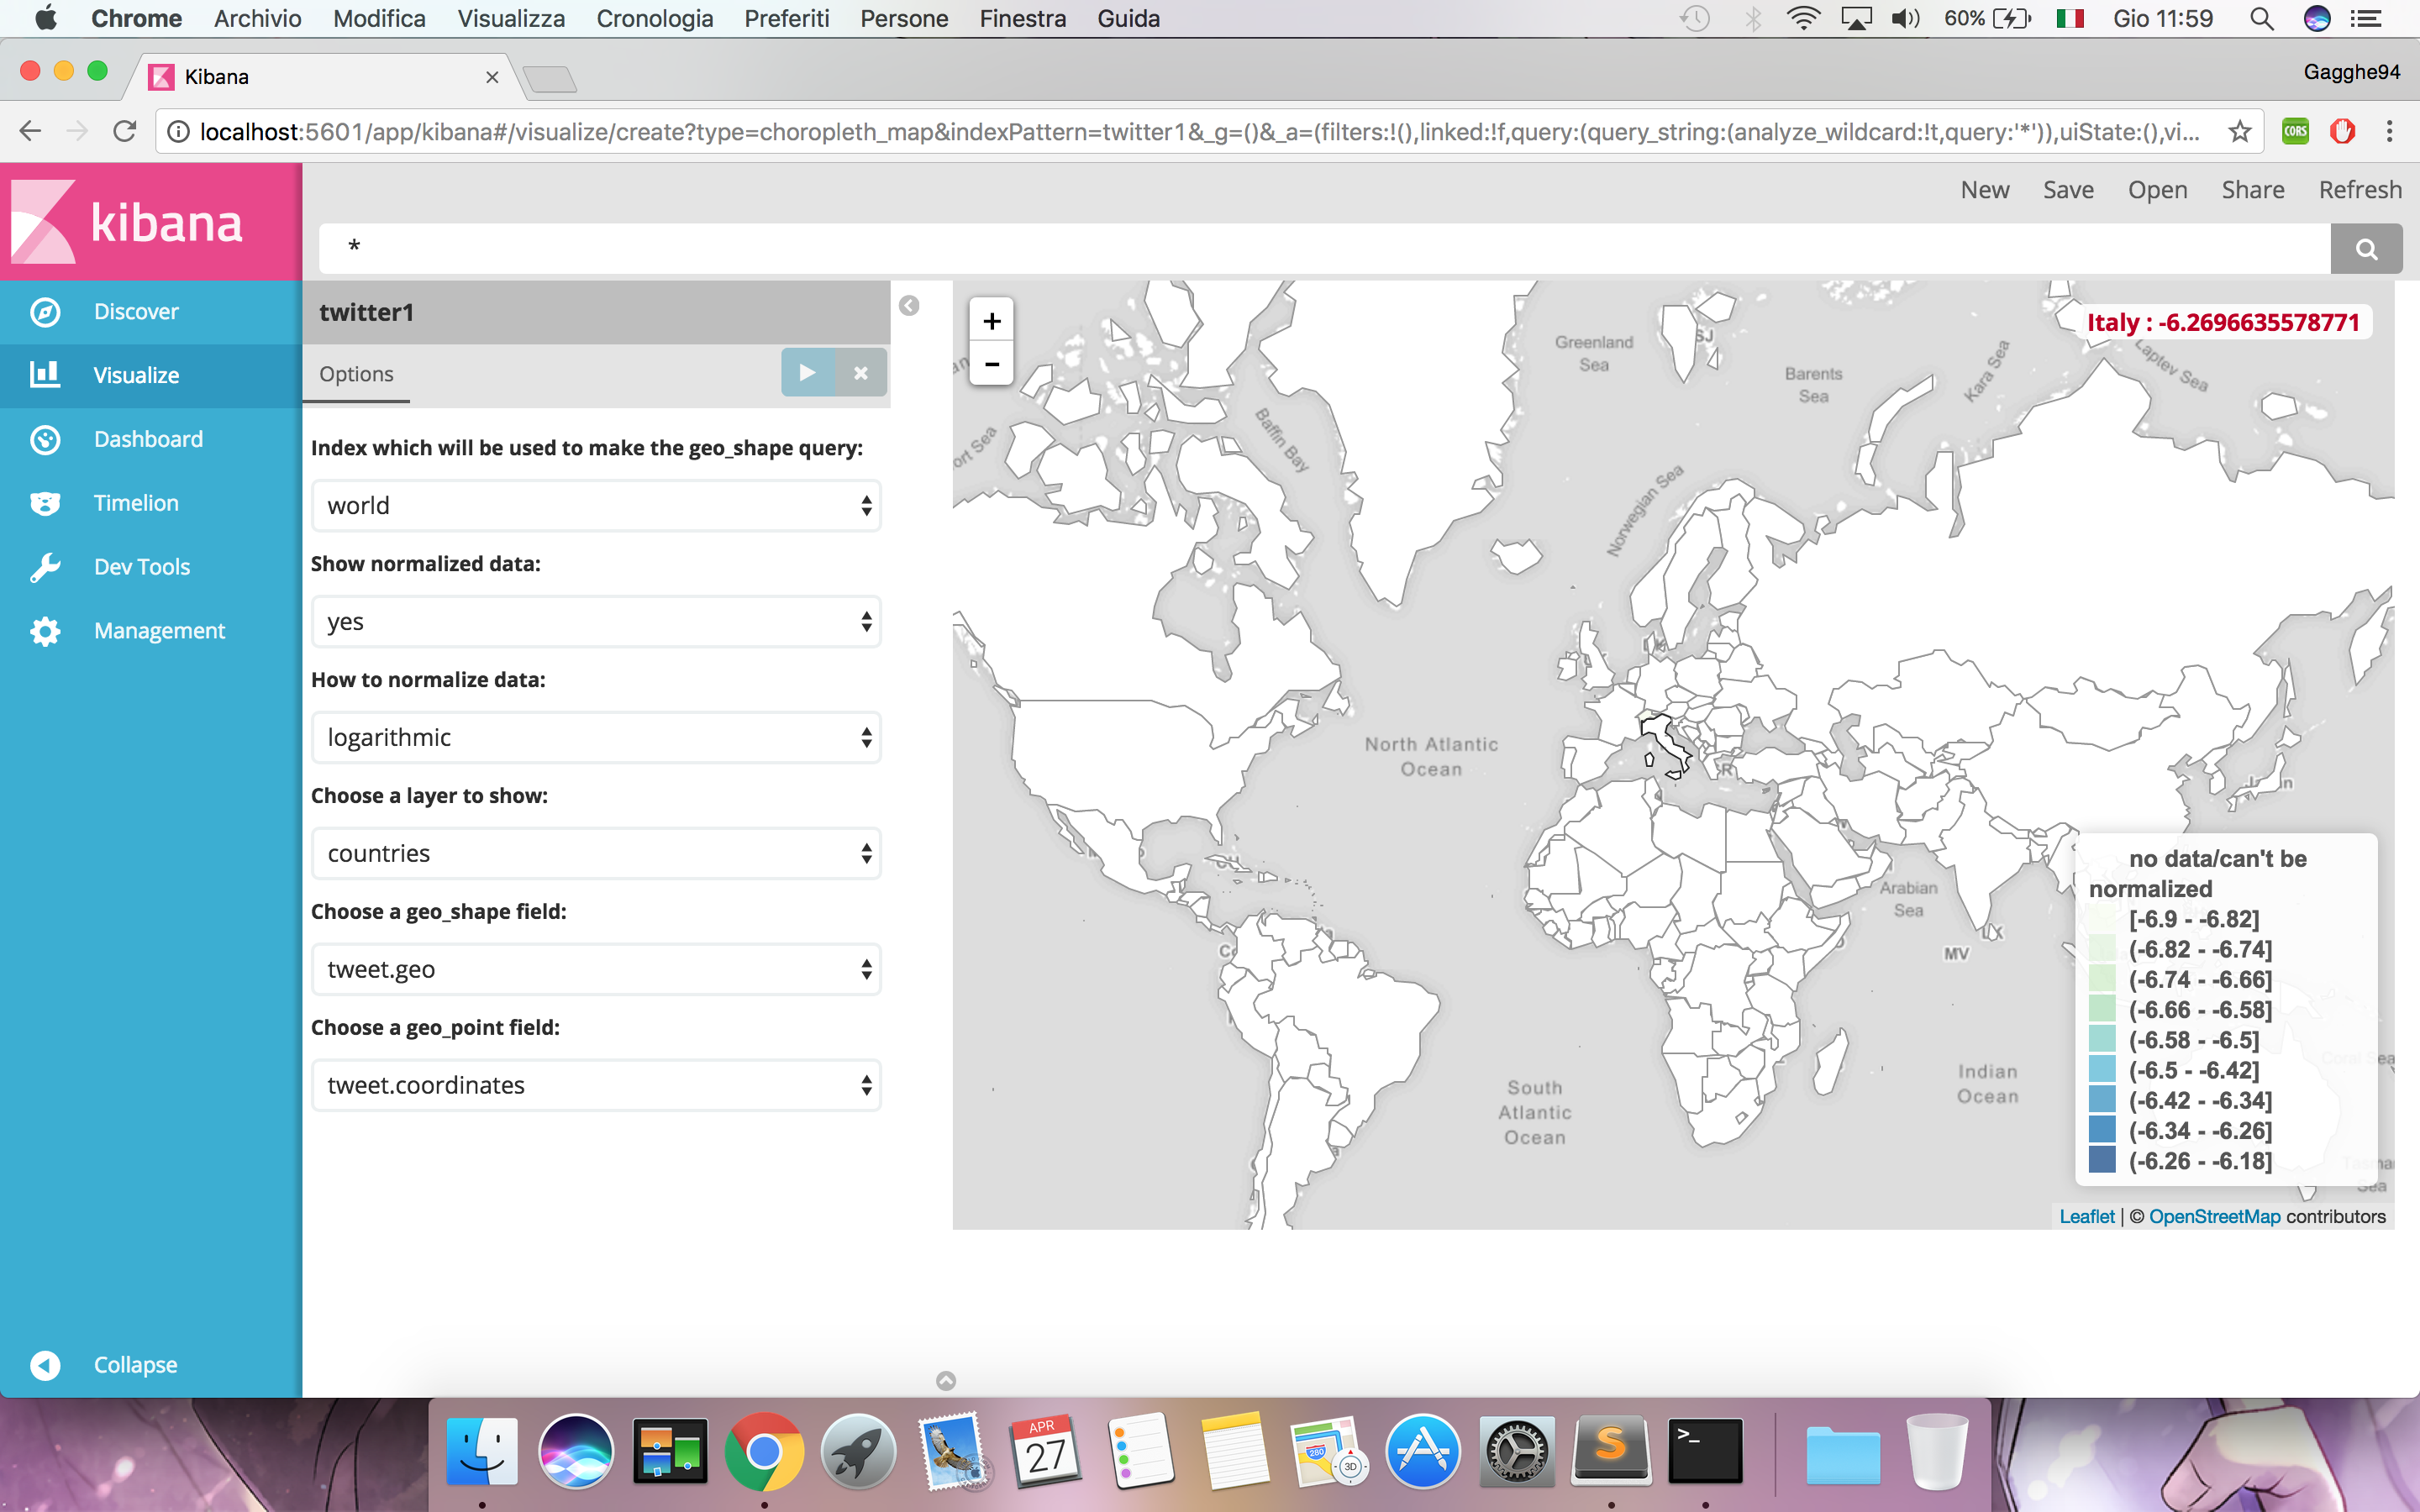 Chrome Archivio Modifica Visualizza Cronologia Preferiti Persone Finestra Guida 60% Gio 11:59
Kibana Gagghe94
localhost:5601/app/kibana#/visualize/create?type=choropleth_map&indexPattern=twitter1&_g=()&_a=(filters:!(),linked:!f,query:(query_string:(analyze_wildcard:!t,query:'*')),uiState:(),vi... CORS
kibana
New Save Open Share Refresh
*
Discover
Visualize
Dashboard
Timelion
Dev Tools
Management
Collapse
twitter1
Options
Index which will be used to make the geo_shape query:
world
Show normalized data:
yes
How to normalize data:
logarithmic
Choose a layer to show:
countries
Choose a geo_shape field:
tweet.geo
Choose a geo_point field:
tweet.coordinates
+
-
Italy : -6.2696635578771
Greenland
Sea
SJ
Barents
Sea
Kara Sea
Laptev Sea
Baffin Bay
Norwegian Sea
North Atlantic
Ocean
Arabian
Sea
MV
LK
South
Atlantic
Ocean
Indian
Ocean
no data/can't be
normalized
[-6.9 - -6.82]
(-6.82 - -6.74]
(-6.74 - -6.66]
(-6.66 - -6.58]
(-6.58 - -6.5]
(-6.5 - -6.42]
(-6.42 - -6.34]
(-6.34 - -6.26]
(-6.26 - -6.18]
Coral Sea
Sea
Leaflet | © OpenStreetMap contributors
APR
27
280
3D
S
>_